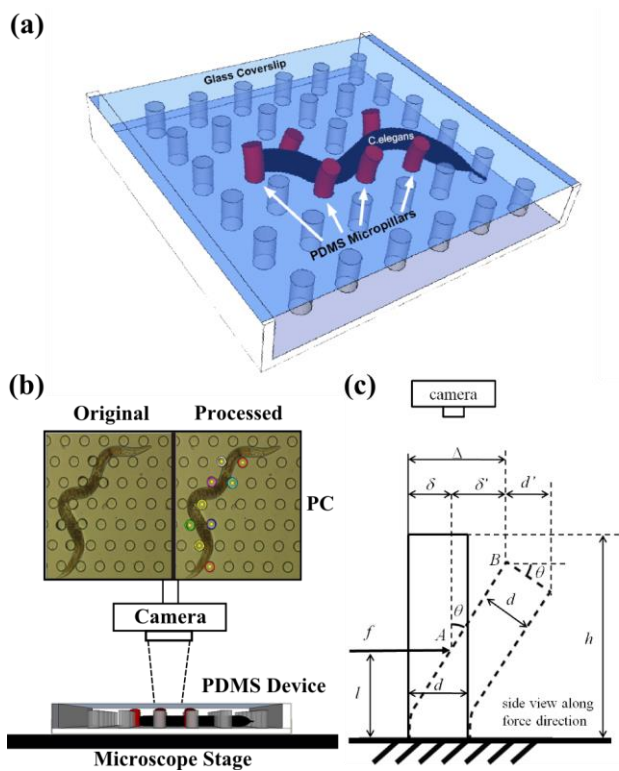 (a)
Glass Coverslip
C.elegans
PDMS Micropillars
(b)
Original
Processed
PC
Camera
PDMS Device
Microscope Stage
(c)
camera
Δ
δ
δ'
d'
B
θ
θ
d
f
A
h
l
d
side view along
force direction